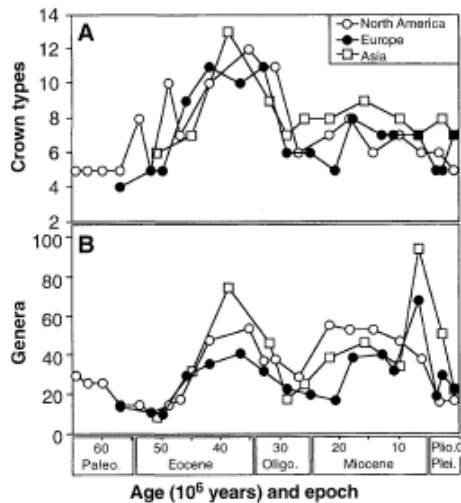 A
North America
Europe
Asia
Crown types
14
12
10
8
6
4
2
B
Genera
100
80
60
40
20
0
60 50 40 30 20 10 0
Paleo. Eocene Oligo. Miocene Plio. Plei.
Age (10⁶ years) and epoch